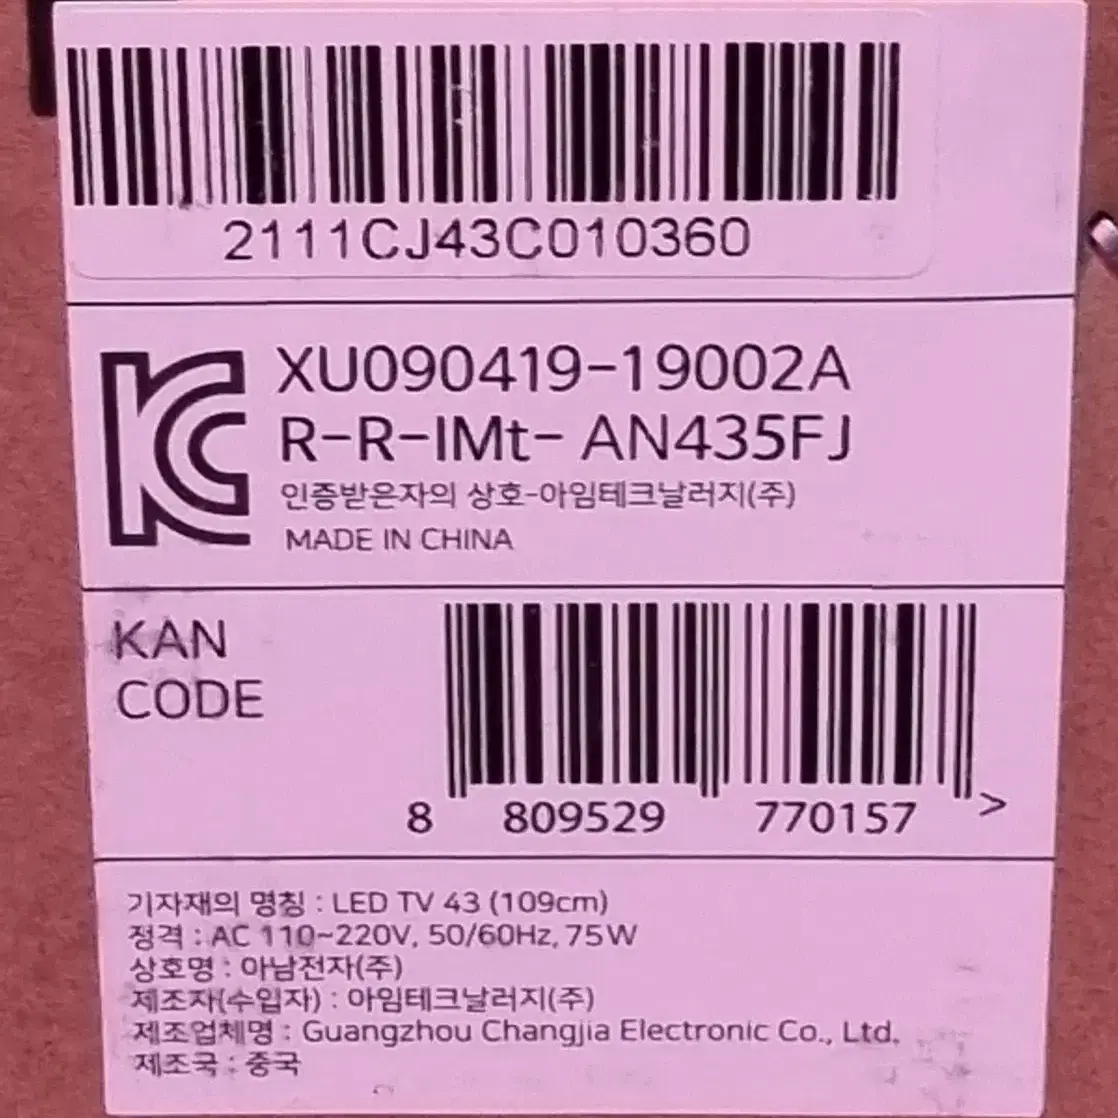 2111CJ43C010360
XU090419-19002A
R-R-IMt- AN435FJ
인증받은자의 상호-아임테크날러지(주)
MADE IN CHINA
KAN
CODE
8 809529 770157 >
기자재의 명칭 : LED TV 43 (109cm)
정격 : AC 110~220V, 50/60Hz, 75W
상호명 : 아남전자(주)
제조자(수입자) : 아임테크날러지(주)
제조업체명 : Guangzhou Changjia Electronic Co., Ltd.
제조국 : 중국